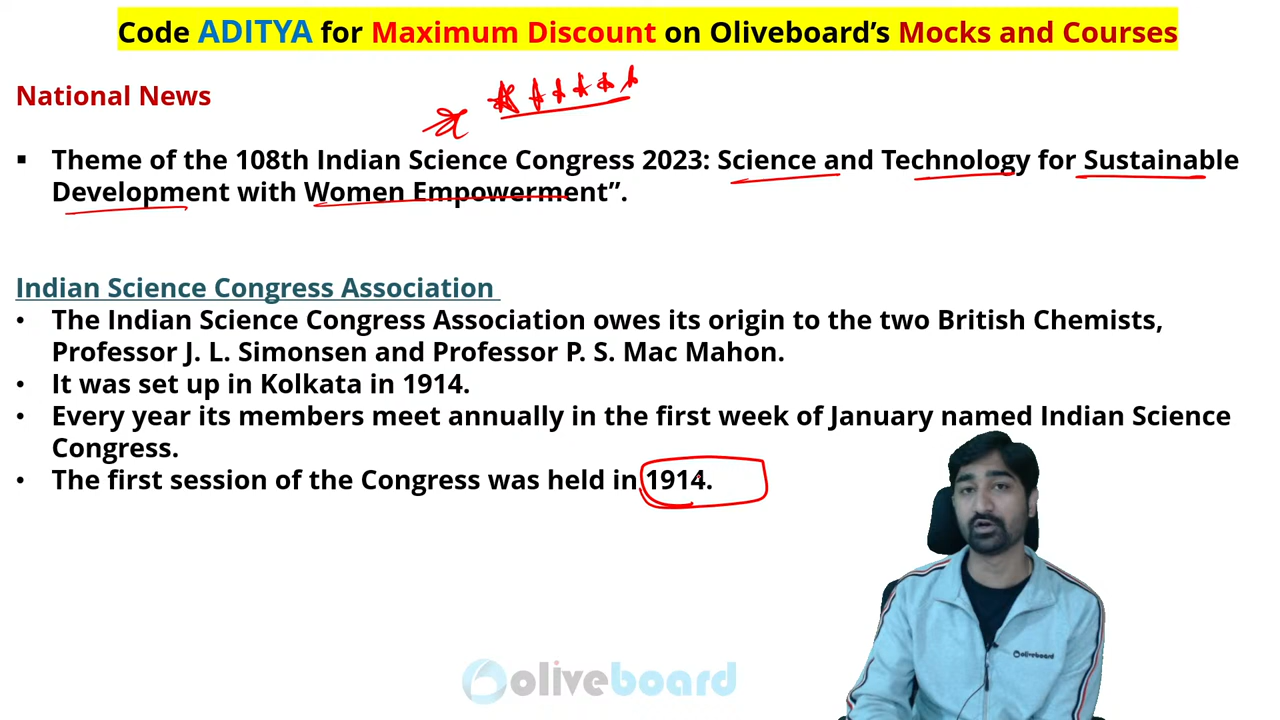 Code ADITYA for Maximum Discount on Oliveboard’s Mocks and Courses
National News
▪ Theme of the 108th Indian Science Congress 2023: Science and Technology for Sustainable
Development with Women Empowerment”.
Indian Science Congress Association
• The Indian Science Congress Association owes its origin to the two British Chemists,
Professor J. L. Simonsen and Professor P. S. Mac Mahon.
• It was set up in Kolkata in 1914.
• Every year its members meet annually in the first week of January named Indian Science
Congress.
• The first session of the Congress was held in 1914.
oliveboard
oliveboard